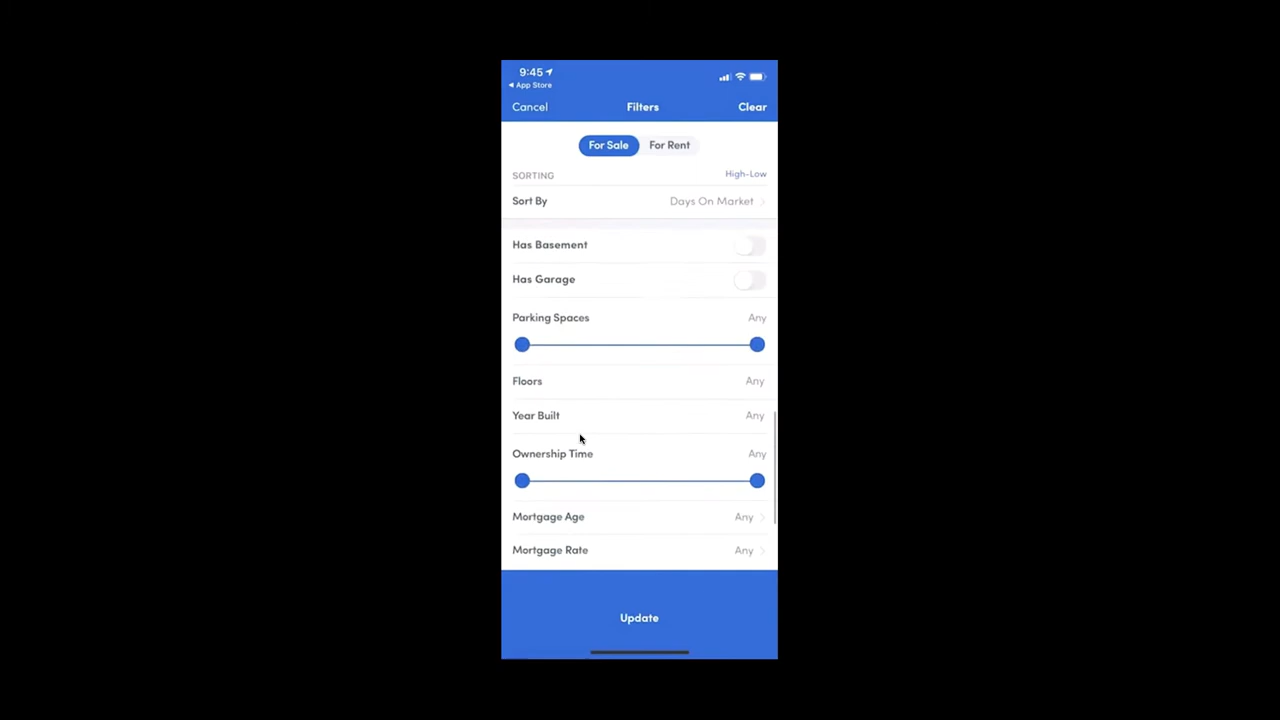 9:45
App Store
Cancel Filters Clear
For Sale For Rent
SORTING High-Low
Sort By Days On Market
Has Basement
Has Garage
Parking Spaces Any
Floors Any
Year Built Any
Ownership Time Any
Mortgage Age Any
Mortgage Rate Any
Update